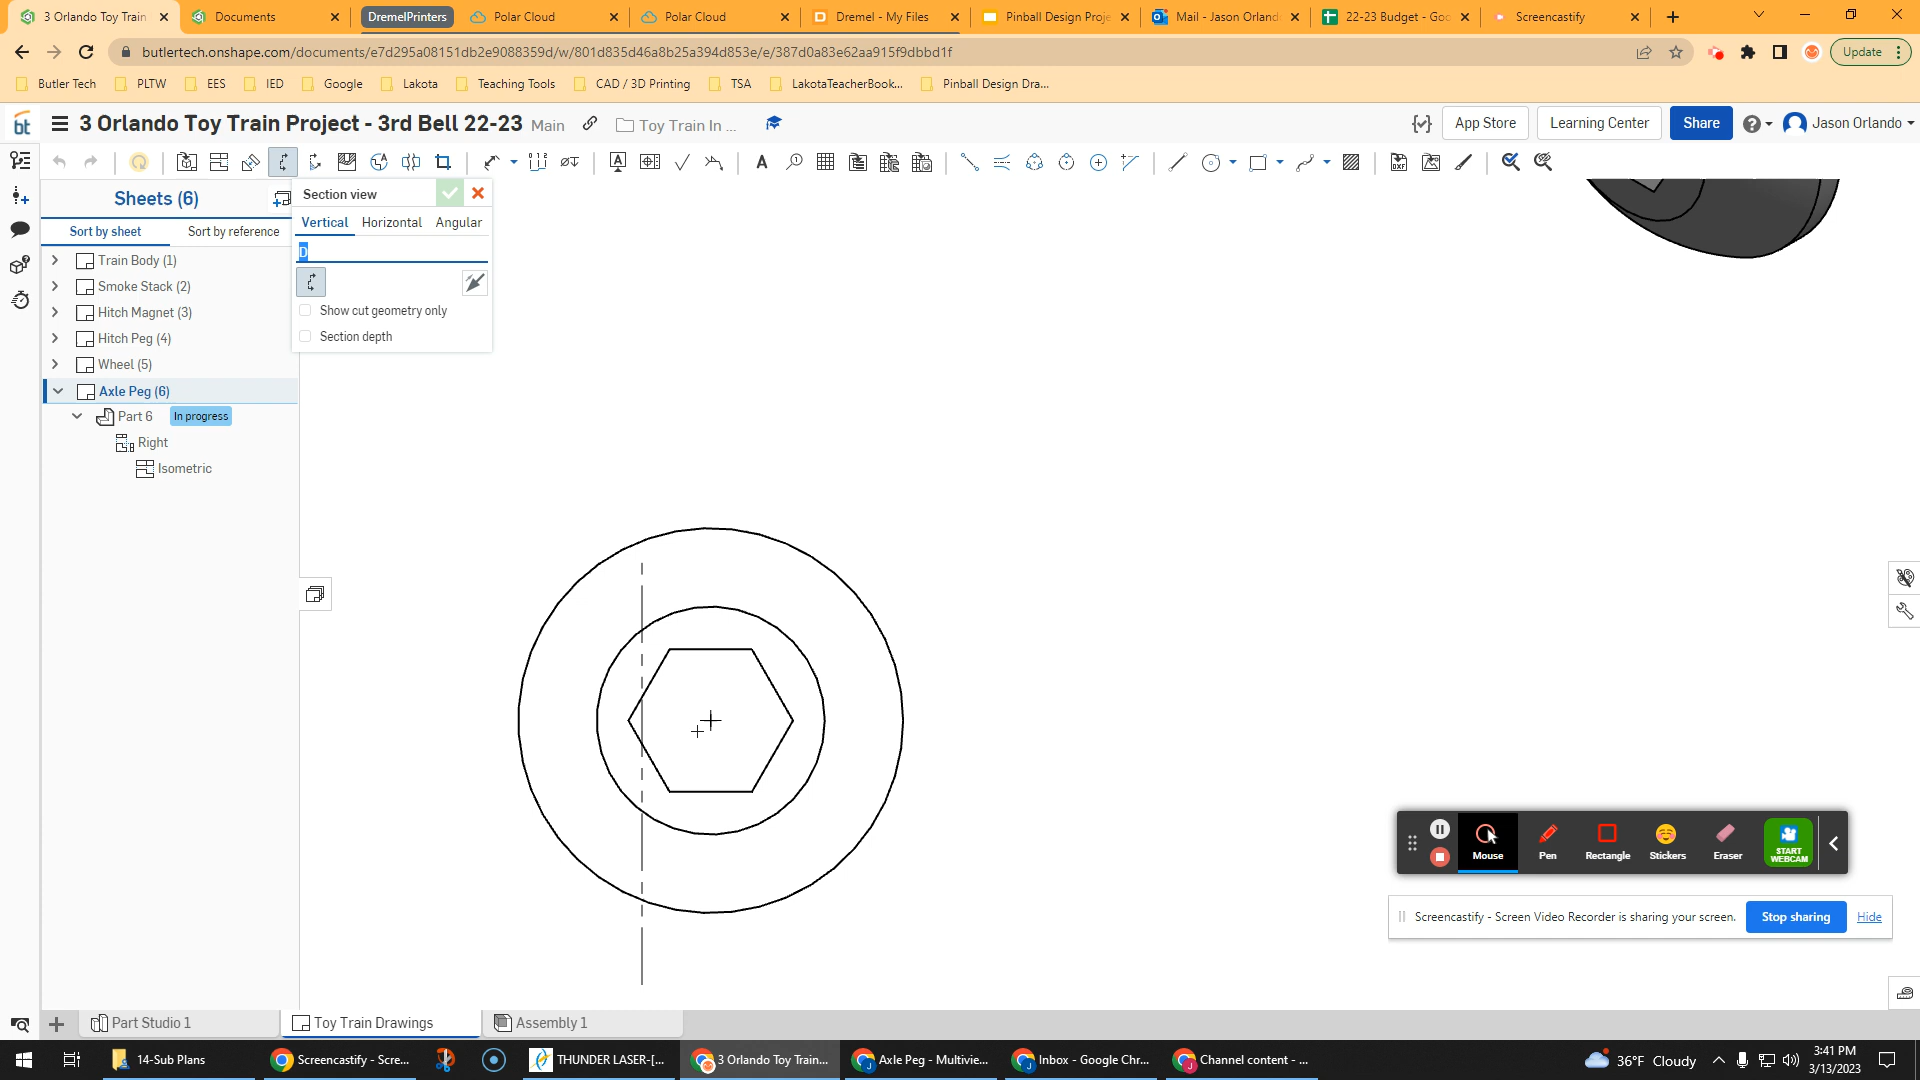 3 Orlando Toy Train
Documents
DremelPrinters
Polar Cloud
Polar Cloud
Dremel - My Files
Pinball Design Proje
Mail - Jason Orland
22-23 Budget - Goo
Screencastify
butlertech.onshape.com/documents/e7d295a08151db2e9088359d/w/801d835d46a8b25a394d853e/e/387d0a83e62aa915f9dbbd1f
Update
Butler Tech
PLTW
EES
IED
Google
Lakota
Teaching Tools
CAD / 3D Printing
TSA
LakotaTeacherBook...
Pinball Design Dra...
bt
3 Orlando Toy Train Project - 3rd Bell 22-23
Main
Toy Train In ...
App Store
Learning Center
Share
Jason Orlando
Sheets (6)
Section view
Sort by sheet
Sort by reference
Vertical
Horizontal
Angular
D
Train Body (1)
Smoke Stack (2)
Hitch Magnet (3)
Hitch Peg (4)
Wheel (5)
Axle Peg (6)
Part 6
In progress
Right
Isometric
Show cut geometry only
Section depth
Mouse
Pen
Rectangle
Stickers
Eraser
START
WEBCAM
Screencastify - Screen Video Recorder is sharing your screen.
Stop sharing
Hide
Part Studio 1
Toy Train Drawings
Assembly 1
14-Sub Plans
Screencastify - Scre...
THUNDER LASER-[...
3 Orlando Toy Train...
Axle Peg - Multivie...
Inbox - Google Chr...
Channel content - ...
36°F Cloudy
3:41 PM
3/13/2023